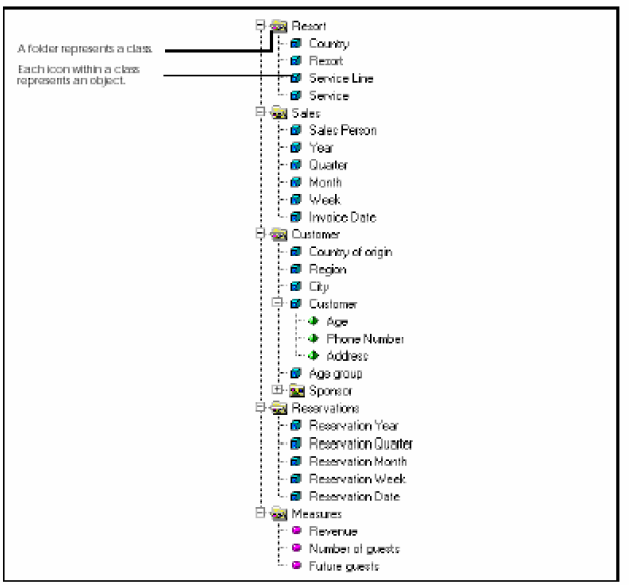 A folder represents a class.
Each icon within a class
represents an object.
Resort
Country
Resort
Service Line
Service
Sales
Sales Person
Year
Quarter
Month
Week
Invoice Date
Customer
Country of origin
Region
City
Customer
Age
Phone Number
Address
Age group
Sponsor
Reservations
Reservation Year
Reservation Quarter
Reservation Month
Reservation Week
Reservation Date
Measures
Revenue
Number of guests
Future guests